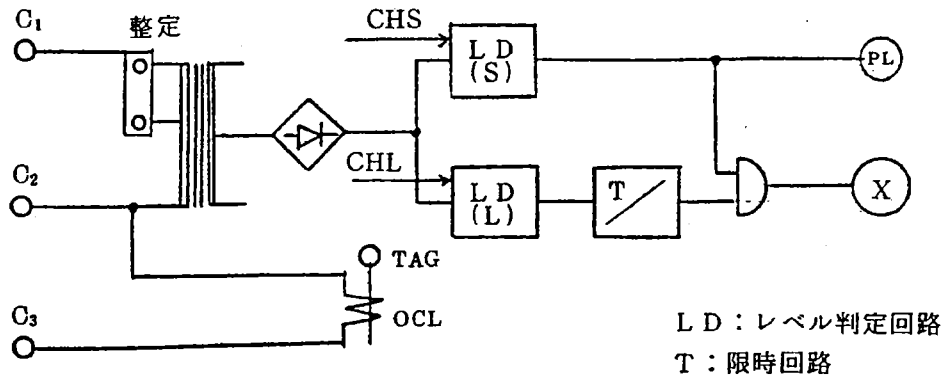 C₁
整定
CHS
LD
(S)
PL
CHL
C₂
LD
(L)
T
X
TAG
OCL
C₃
LD：レベル判定回路
T：限時回路